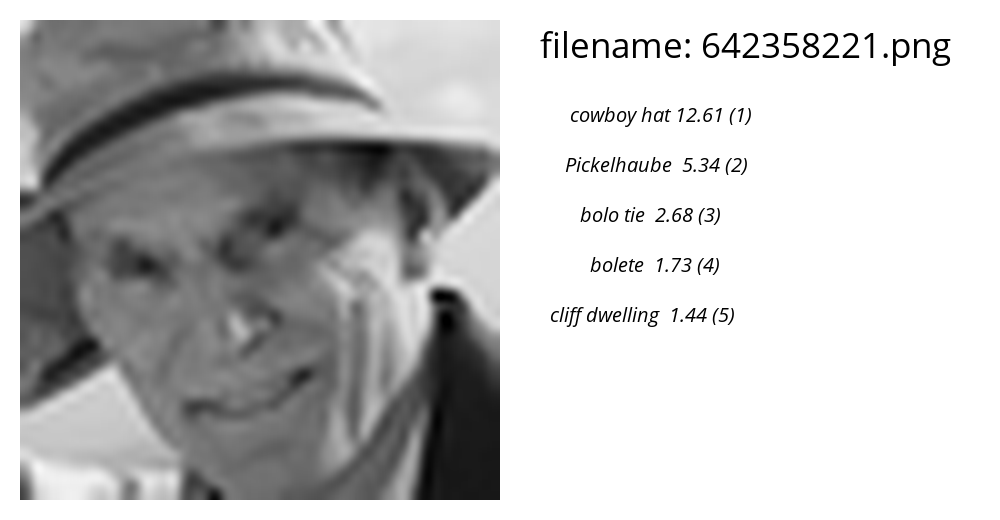 filename: 642358221.png
cowboy hat 12.61 (1)
Pickelhaube 5.34 (2)
bolo tie 2.68 (3)
bolete 1.73 (4)
cliff dwelling 1.44 (5)